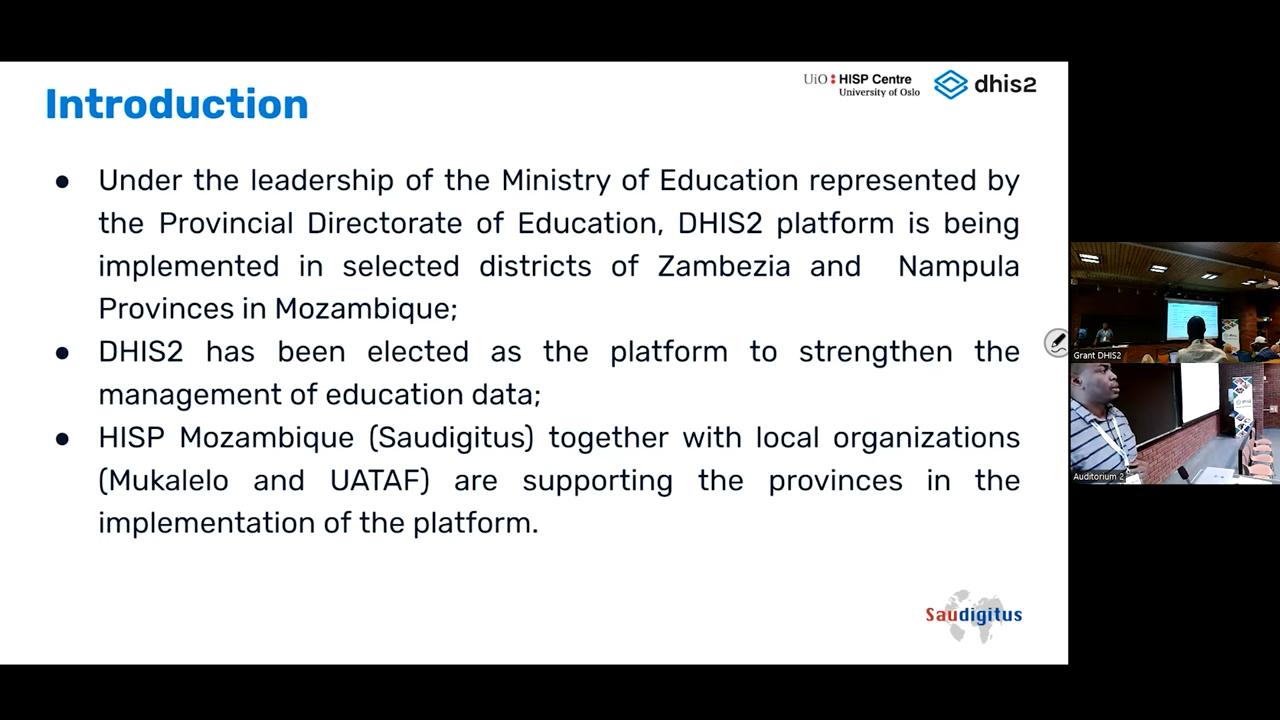 Introduction
UiO HISP Centre
University of Oslo
dhis2
● Under the leadership of the Ministry of Education represented by
the Provincial Directorate of Education, DHIS2 platform is being
implemented in selected districts of Zambezia and Nampula
Provinces in Mozambique;
● DHIS2 has been elected as the platform to strengthen the
management of education data;
● HISP Mozambique (Saudigitus) together with local organizations
(Mukalelo and UATAF) are supporting the provinces in the
implementation of the platform.
Saudigitus
Grant DHIS2
Auditorium 2